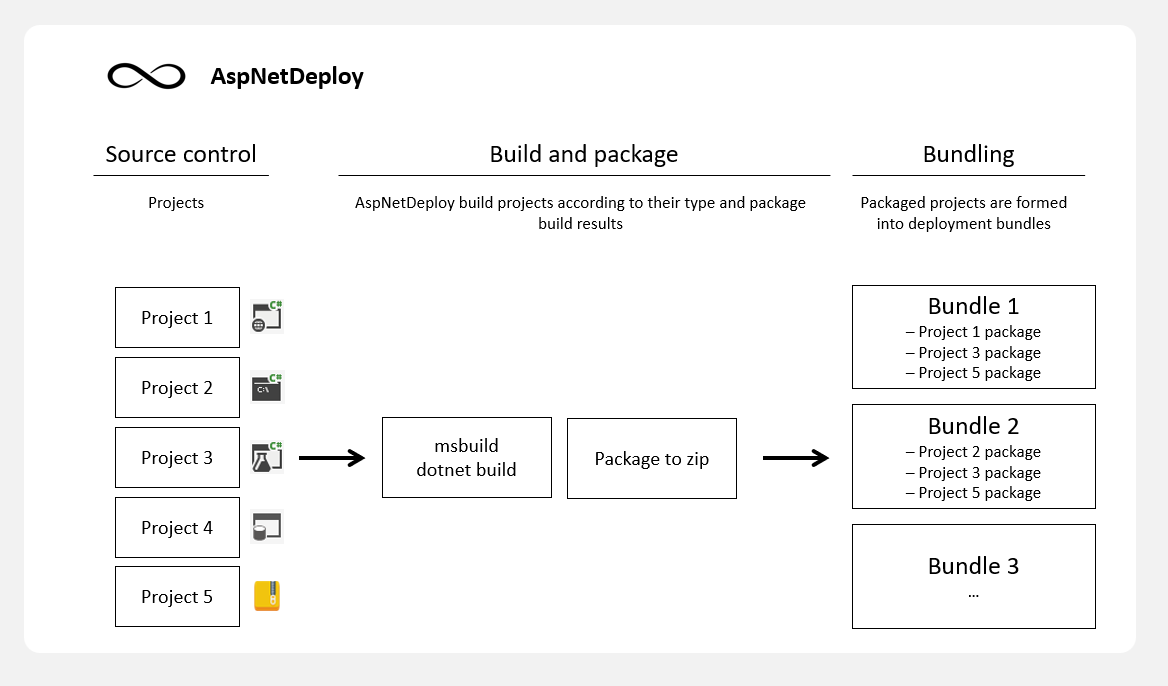 AspNetDeploy
Source control
Projects
Build and package
AspNetDeploy build projects according to their type and package
build results
Bundling
Packaged projects are formed
into deployment bundles
Project 1
C#
Project 2
C#
C:\
Project 3
C#
Project 4
Project 5
msbuild
dotnet build
Package to zip
Bundle 1
– Project 1 package
– Project 3 package
– Project 5 package
Bundle 2
– Project 2 package
– Project 3 package
– Project 5 package
Bundle 3
...